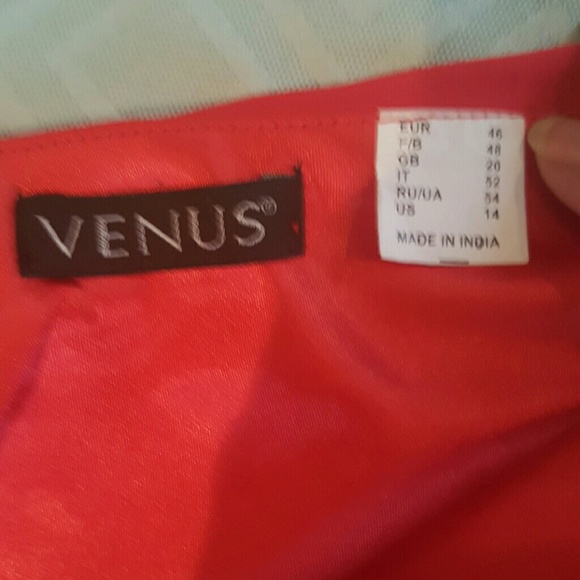 VENUS®
EUR 46
F/B 48
GB 20
IT 52
RU/UA 54
US 14
MADE IN INDIA